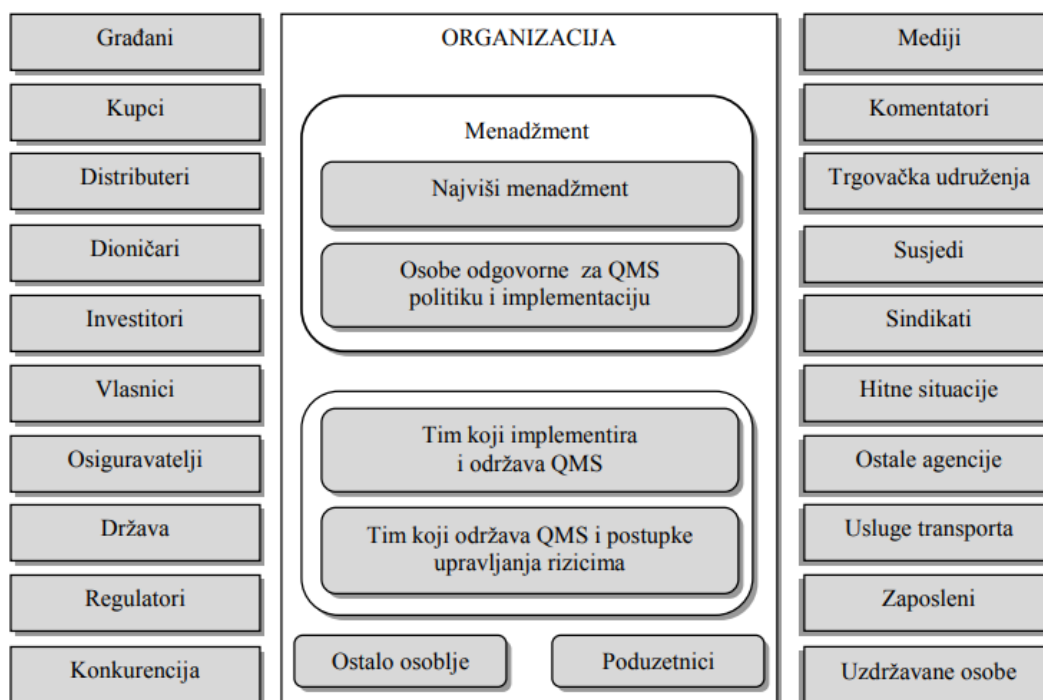 Građani
Kupci
Distributeri
Dioničari
Investitori
Vlasnici
Osiguravatelji
Država
Regulatori
Konkurencija
ORGANIZACIJA
Menadžment
Najviši menadžment
Osobe odgovorne za QMS
politiku i implementaciju
Tim koji implementira
i održava QMS
Tim koji održava QMS i postupke
upravljanja rizicima
Ostalo osoblje
Poduzetnici
Mediji
Komentatori
Trgovačka udruženja
Susjedi
Sindikati
Hitne situacije
Ostale agencije
Usluge transporta
Zaposleni
Uzdržavane osobe